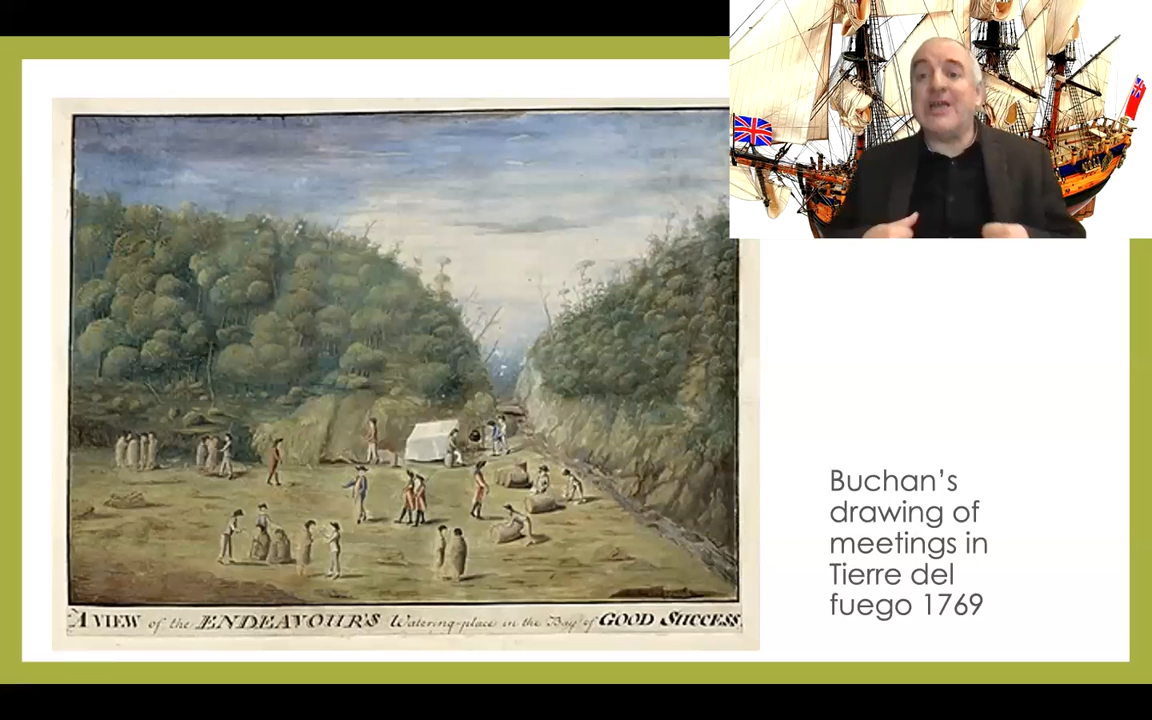 A VIEW of the ENDEAVOUR'S Watering-place in the Bay of GOOD SUCCESS.
Buchan's
drawing of
meetings in
Tierre del
fuego 1769